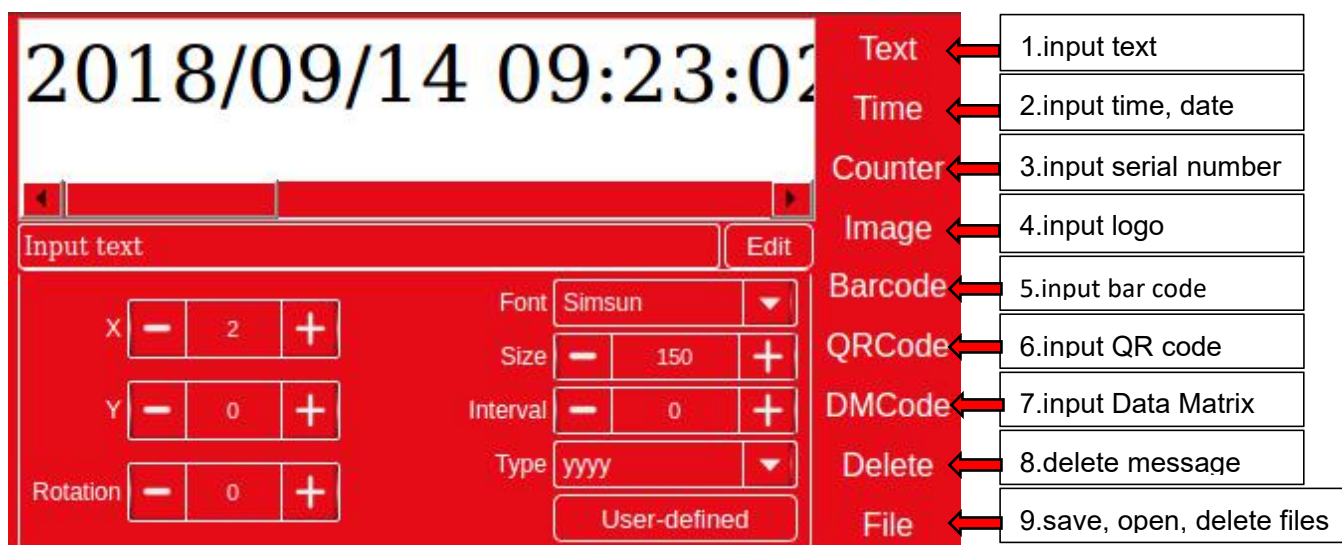 2018/09/14 09:23:02
Input text
Edit
X
2
Y
0
Rotation
0
Font
Simsun
Size
150
Interval
0
Type
yyyy
User-defined
Text
1.input text
Time
2.input time, date
Counter
3.input serial number
Image
4.input logo
Barcode
5.input bar code
QRCode
6.input QR code
DMCode
7.input Data Matrix
Delete
8.delete message
File
9.save, open, delete files